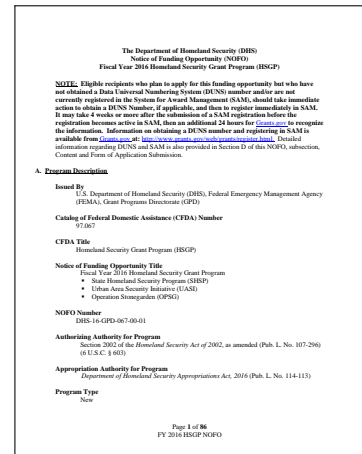 The Department of Homeland Security (DHS)
Notice of Funding Opportunity (NOFO)
Fiscal Year 2016 Homeland Security Grant Program (HSGP)
NOTE: Eligible recipients who plan to apply for this funding opportunity but who have
not obtained a Data Universal Numbering System (DUNS) number and/or are not
currently registered in the System for Award Management (SAM), should take immediate
action to obtain a DUNS Number, if applicable, and then to register immediately in SAM.
It may take 4 weeks or more after the submission of a SAM registration before the
registration becomes active in SAM, then an additional 24 hours for Grants.gov to recognize
the information. Information on obtaining a DUNS number and registering in SAM is
available from Grants.gov at: http://www.grants.gov/web/grants/register.html. Detailed
information regarding DUNS and SAM is also provided in Section D of this NOFO, subsection,
Content and Form of Application Submission.
A. Program Description
Issued By
U.S. Department of Homeland Security (DHS), Federal Emergency Management Agency
(FEMA), Grant Programs Directorate (GPD)
Catalog of Federal Domestic Assistance (CFDA) Number
97.067
CFDA Title
Homeland Security Grant Program (HSGP)
Notice of Funding Opportunity Title
Fiscal Year 2016 Homeland Security Grant Program
• State Homeland Security Program (SHSP)
• Urban Area Security Initiative (UASI)
• Operation Stonegarden (OPSG)
NOFO Number
DHS-16-GPD-067-00-01
Authorizing Authority for Program
Section 2002 of the Homeland Security Act of 2002, as amended (Pub. L. No. 107-296)
(6 U.S.C. § 603)
Appropriation Authority for Program
Department of Homeland Security Appropriations Act, 2016 (Pub. L. No. 114-113)
Program Type
New
Page 1 of 86
FY 2016 HSGP NOFO